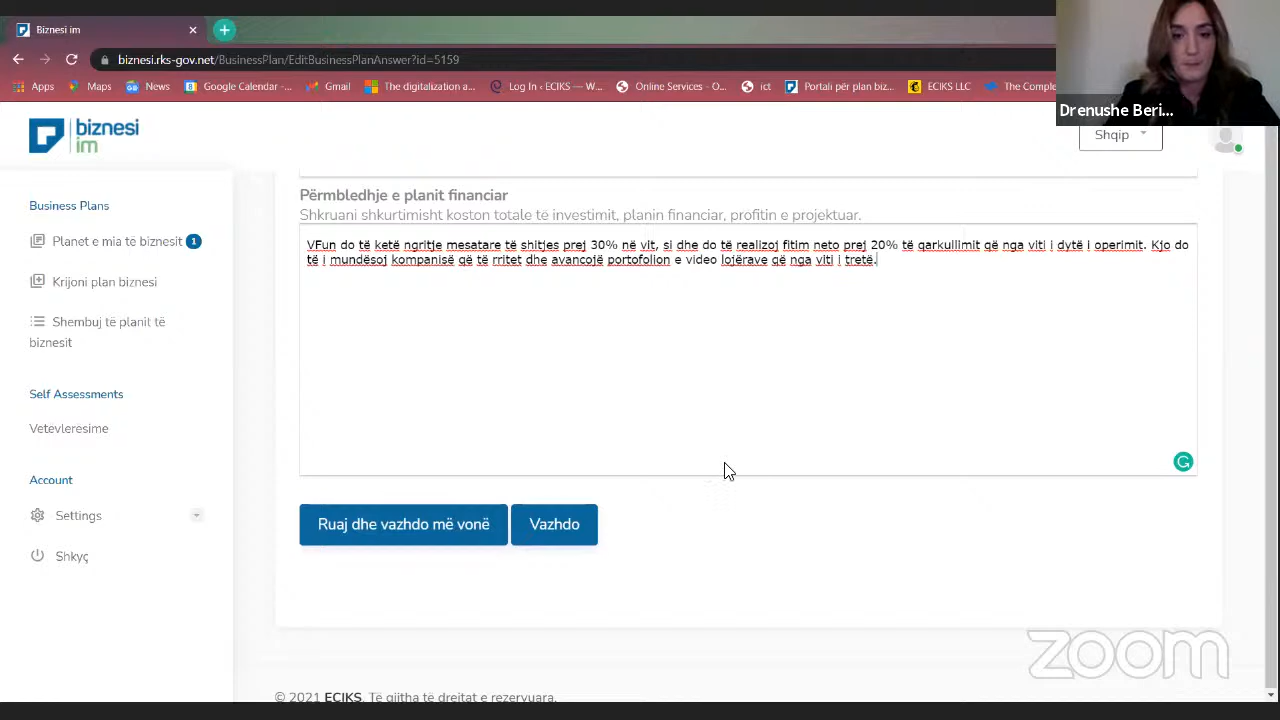 Biznesi im
biznesi.rks-gov.net/BusinessPlan/EditBusinessPlanAnswer?id=5159
Apps Maps News Google Calendar -... Gmail The digitalization a... Log In ‹ ECIKS — W... Online Services - O... ict Portali për plan biz... ECIKS LLC The Comple
Drenushe Beri...
biznesi
im
Shqip
Business Plans
Planet e mia të biznesit 1
Krijoni plan biznesi
Shembuj të planit të
biznesit
Self Assessments
Vetëvlerësime
Account
Settings
Shkyç
Përmbledhje e planit financiar
Shkruani shkurtimisht koston totale të investimit, planin financiar, profitin e projektuar.
VFun do të ketë ngritje mesatare të shitjes prej 30% në vit, si dhe do të realizoj fitim neto prej 20% të qarkullimit që nga viti i dytë i operimit. Kjo do
të i mundësoj kompanisë që të rritet dhe avancojë portofolion e video lojërave që nga viti i tretë.
Ruaj dhe vazhdo më vonë
Vazhdo
zoom
© 2021 ECIKS. Të gjitha të drejtat e rezervuara.